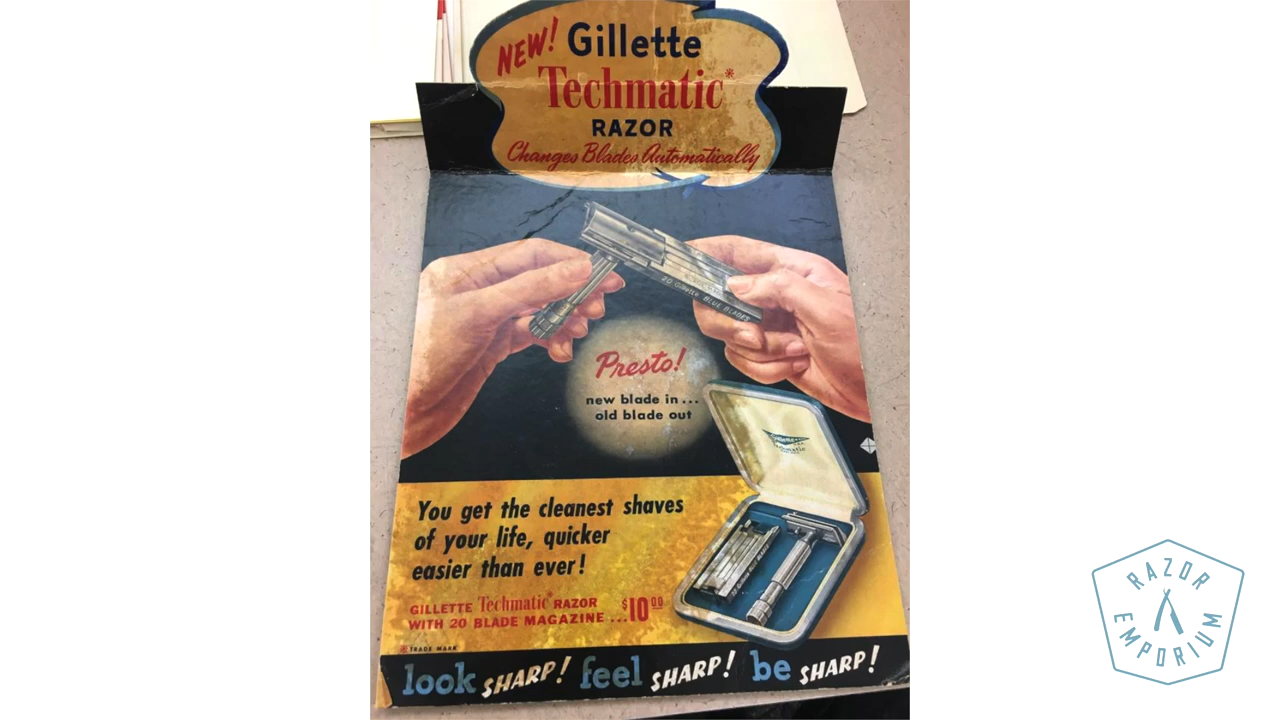 NEW! Gillette
Techmatic*
RAZOR
Changes Blades Automatically
20 Gillette BLUE BLADES
Presto!
new blade in...
old blade out
Gillette
Techmatic
You get the cleanest shaves
of your life, quicker
easier than ever!
GILLETTE Techmatic* RAZOR
WITH 20 BLADE MAGAZINE ... $10 00
* TRADE MARK
look SHARP! feel SHARP! be SHARP!
RAZOR
EMPORIUM